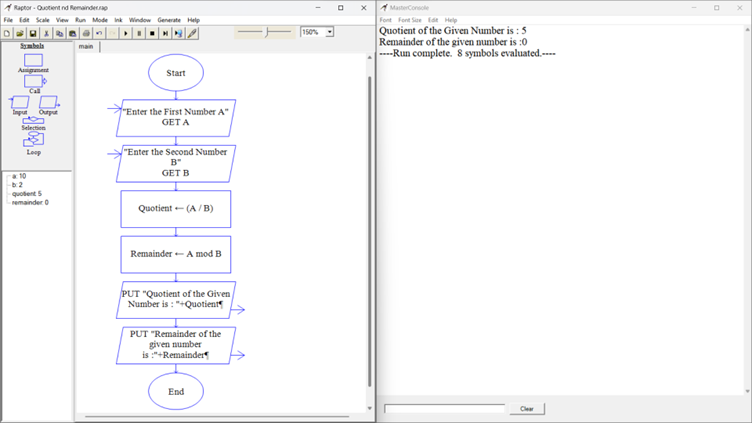 Raptor - Quotient nd Remainder.rap
File Edit Scale View Run Mode Ink Window Generate Help
150%
Symbols
Assignment
Call
Input Output
Selection
Loop
a: 10
b: 2
quotient: 5
remainder: 0
main
Start
"Enter the First Number A"
GET A
"Enter the Second Number
B"
GET B
Quotient ← (A / B)
Remainder ← A mod B
PUT "Quotient of the Given
Number is : "+Quotient¶
PUT "Remainder of the
given number
is :"+Remainder¶
End
MasterConsole
Font Font Size Edit Help
Quotient of the Given Number is : 5
Remainder of the given number is :0
----Run complete. 8 symbols evaluated.----
Clear